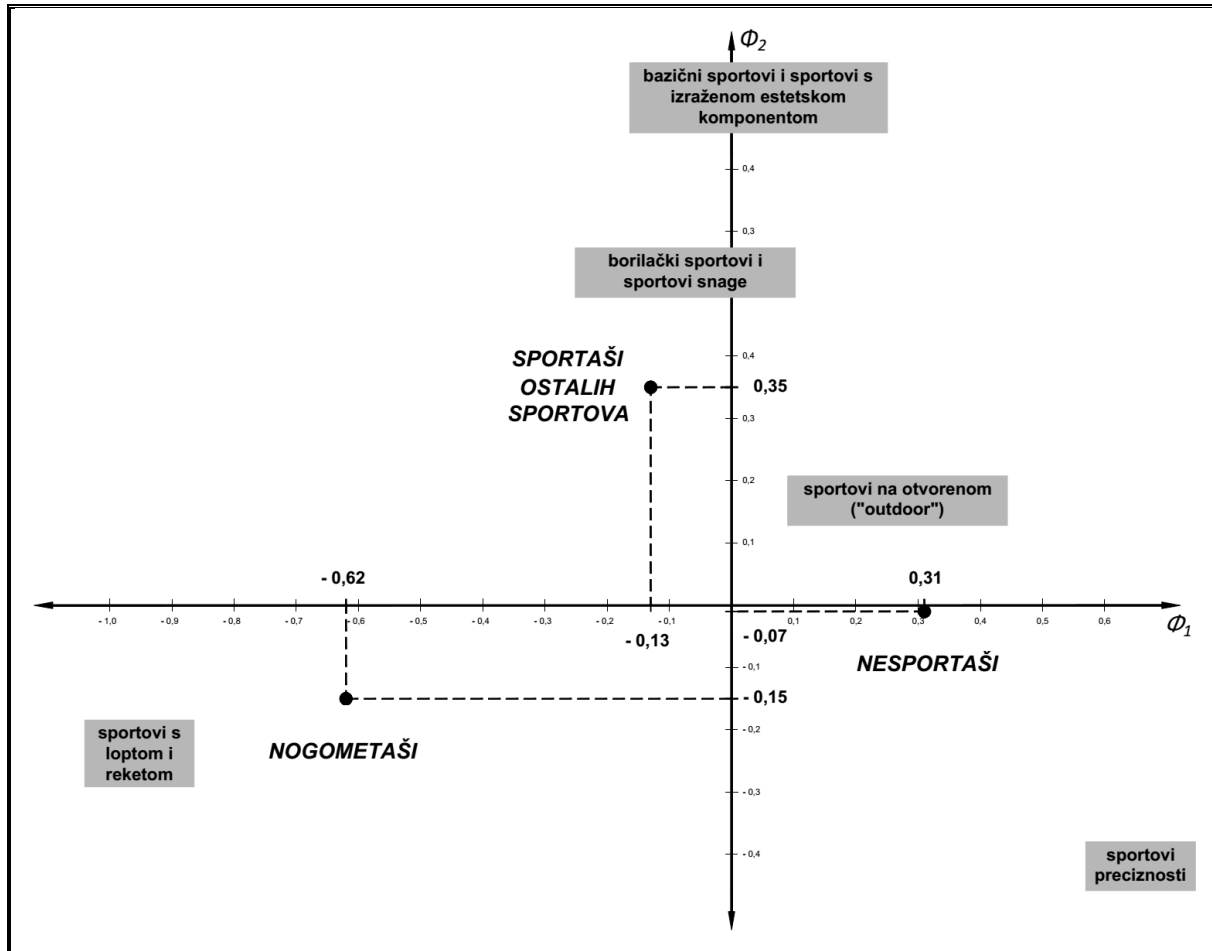 Φ2
bazični sportovi i sportovi s
izraženom estetskom
komponentom
0,4
0,3
borilački sportovi i
sportovi snage
SPORTAŠI
OSTALIH
SPORTOVA
0,4
0,35
0,3
0,2
sportovi na otvorenom
("outdoor")
0,1
- 0,62
0,31
- 1,0 - 0,9 - 0,8 - 0,7 - 0,6 - 0,5 - 0,4 - 0,3 - 0,2 - 0,1 0,1 0,2 0,3 0,4 0,5 0,6
Φ1
- 0,13
- 0,07
NESPORTAŠI
- 0,1
- 0,15
- 0,2
sportovi s
loptom i
reketom
NOGOMETAŠI
- 0,3
- 0,4
sportovi
preciznosti